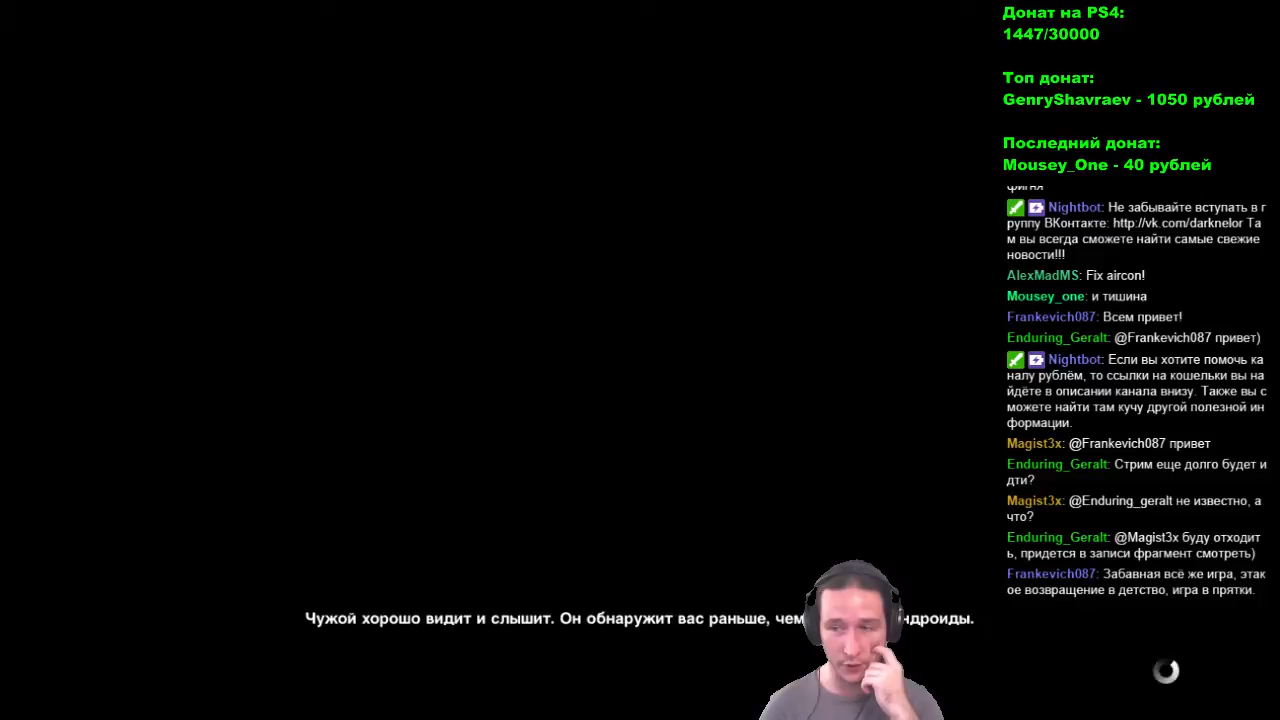 Донат на PS4:
1447/30000
Топ донат:
GenryShavraev - 1050 рублей
Последний донат:
Mousey_One - 40 рублей
фигня
Nightbot: Не забывайте вступать в г
руппу ВКонтакте: http://vk.com/darknelor Та
м вы всегда сможете найти самые свежие
новости!!!
AlexMadMS: Fix aircon!
Mousey_one: и тишина
Frankevich087: Всем привет!
Enduring_Geralt: @Frankevich087 привет)
Nightbot: Если вы хотите помочь ка
налу рублём, то ссылки на кошельки вы на
йдёте в описании канала внизу. Также вы с
можете найти там кучу другой полезной ин
формации.
Magist3x: @Frankevich087 привет
Enduring_Geralt: Стрим еще долго будет и
дти?
Magist3x: @Enduring_geralt не известно, а
что?
Enduring_Geralt: @Magist3x буду отходит
ь, придется в записи фрагмент смотреть)
Frankevich087: Забавная всё же игра, этак
ое возвращение в детство, игра в прятки.
Чужой хорошо видит и слышит. Он обнаружит вас раньше, чем